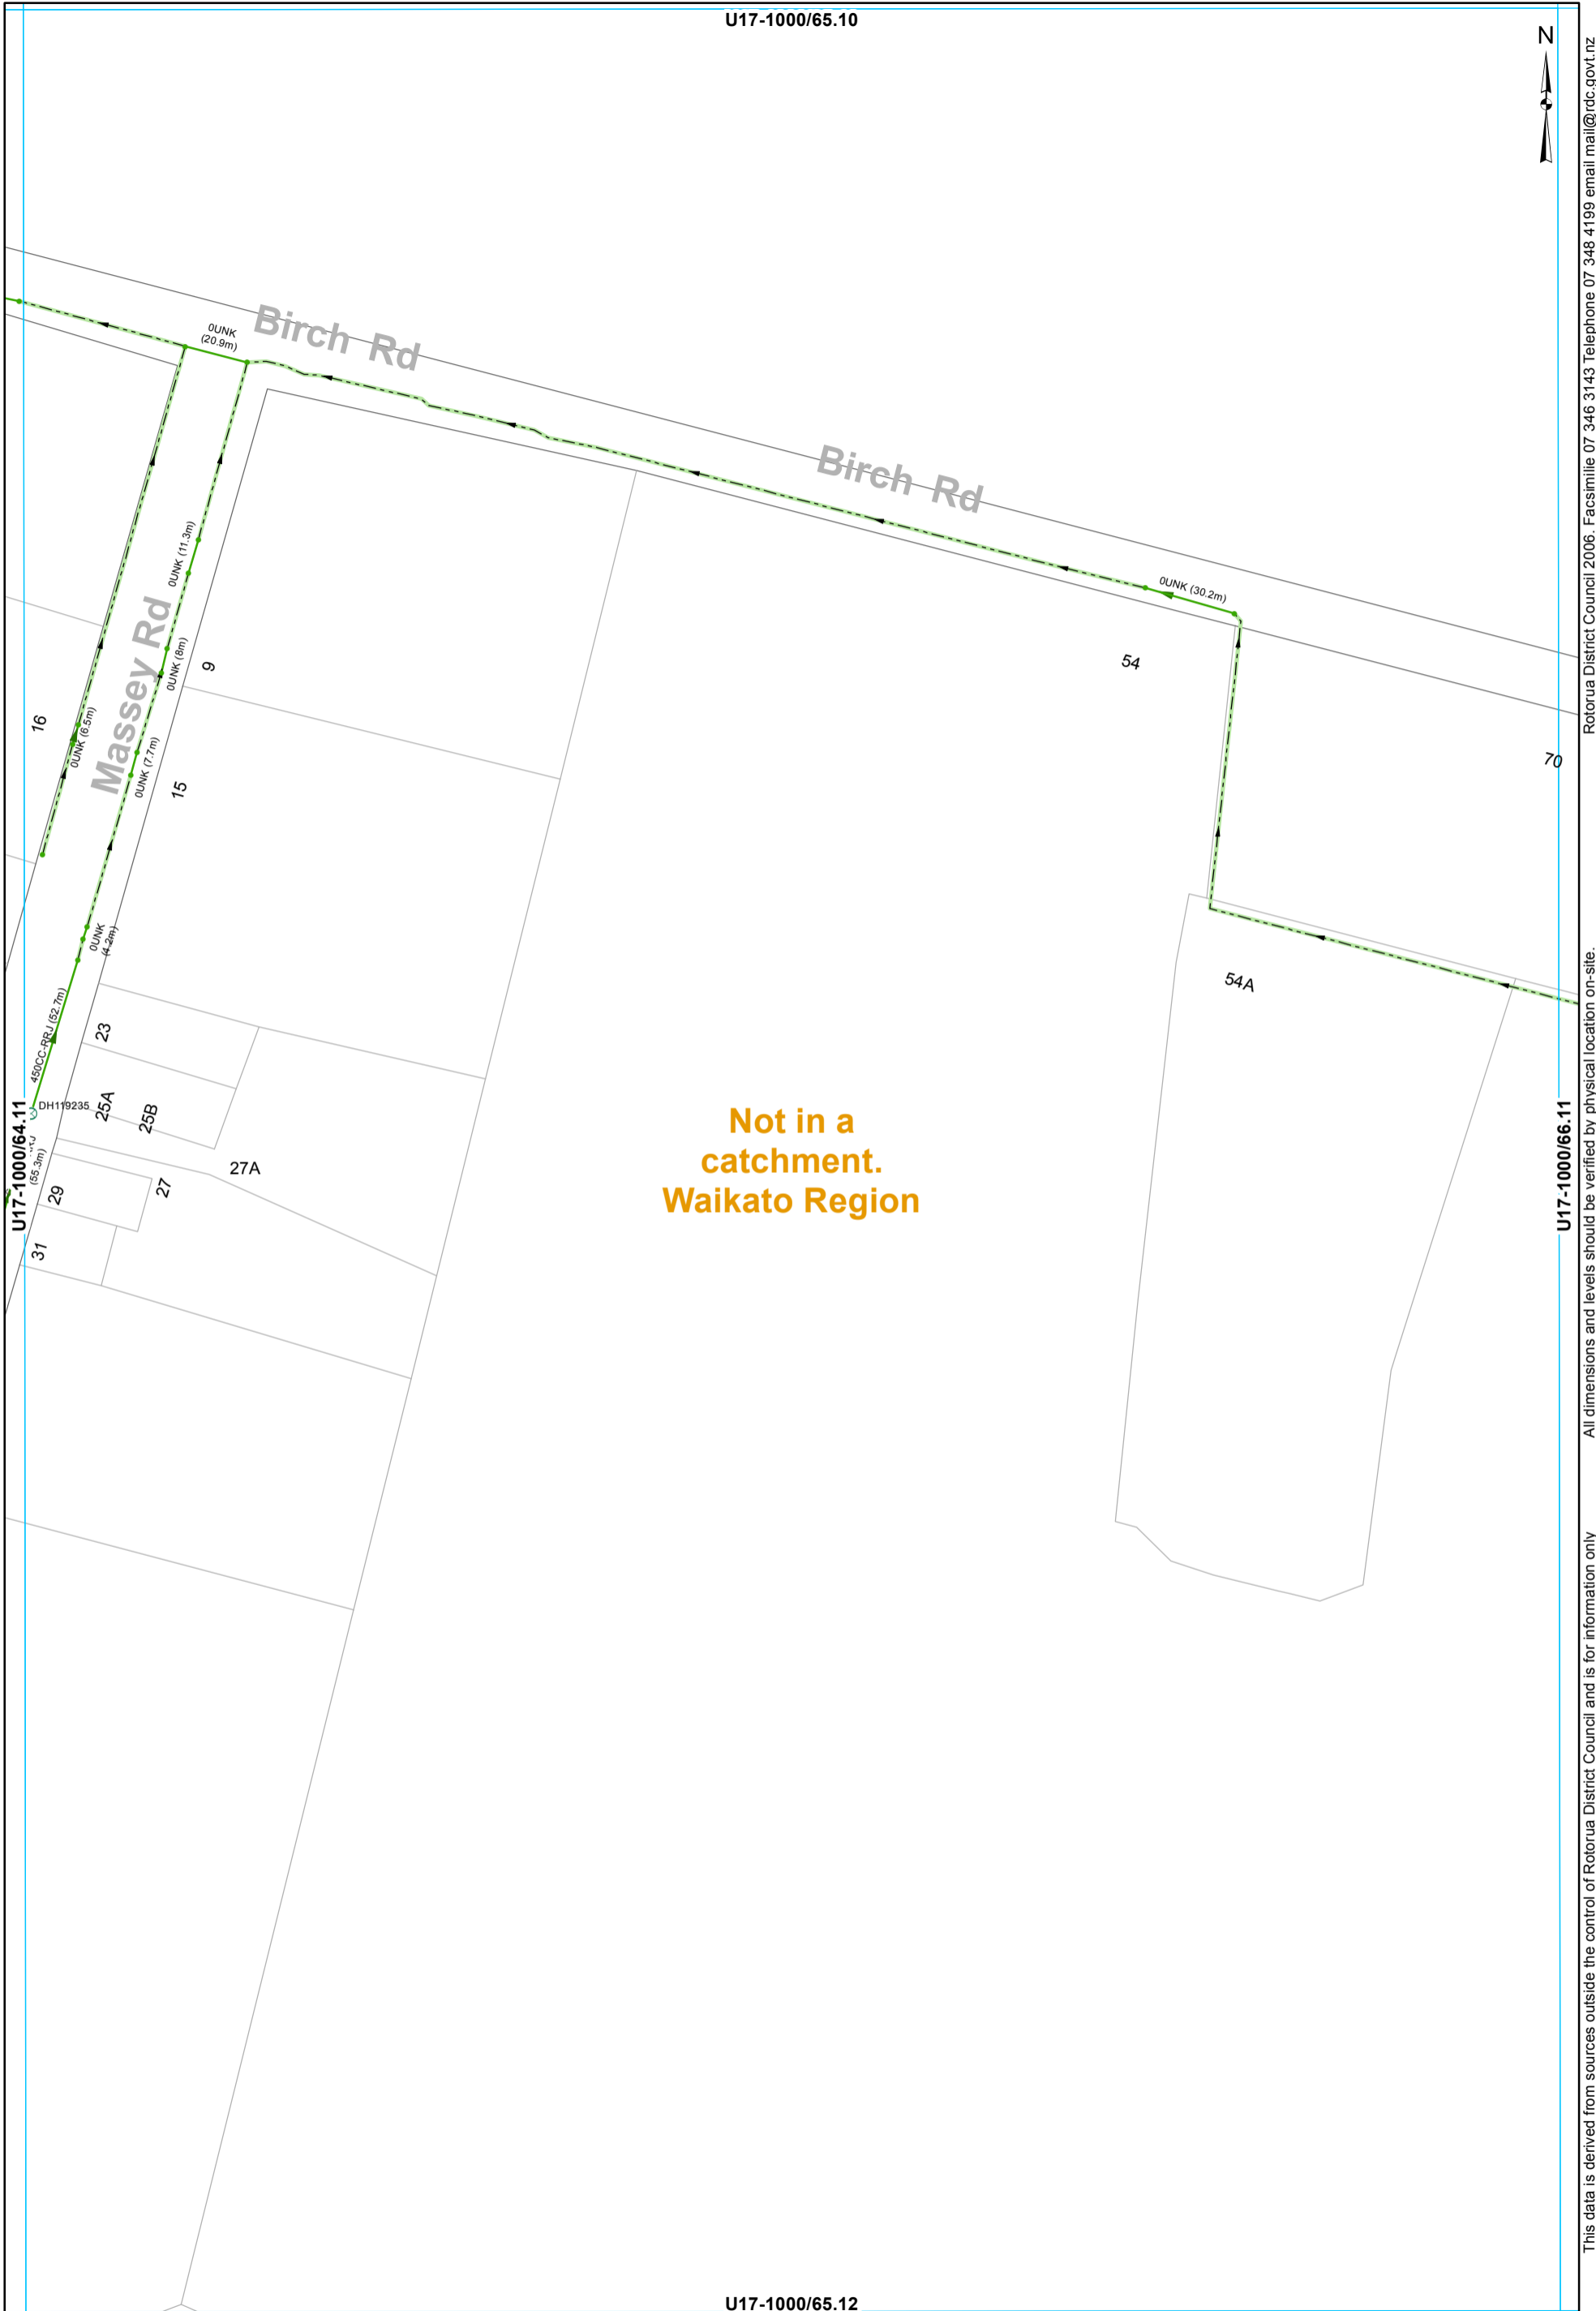 U17-1000/65.10
N
Birch Rd
0UNK
(20.9m)
Birch Rd
0UNK (11.3m)
0UNK (30.2m)
Massey Rd
0UNK (8m)
9
54
16
0UNK (6.5m)
0UNK (7.7m)
15
70
0UNK
(4.2m)
54A
450CC-RRJ (52.7m)
23
DH119235
25A
25B
U17-1000/64.11
(55.3m)
27A
27
29
31
Not in a
catchment.
Waikato Region
U17-1000/66.11
U17-1000/65.12
Rotorua District Council 2006. Facsimilie 07 346 3143 Telephone 07 348 4199 email mail@rdc.govt.nz
All dimensions and levels should be verified by physical location on-site.
This data is derived from sources outside the control of Rotorua District Council and is for information only